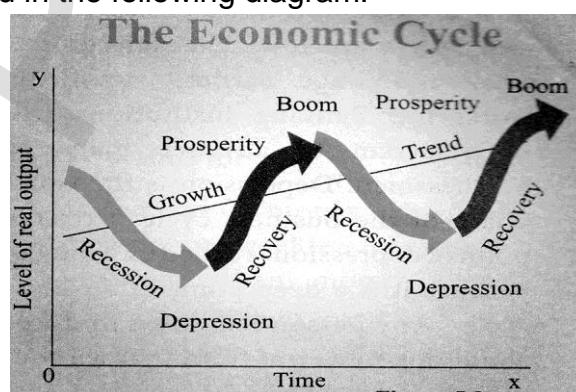 d in the following diagram.
The Economic Cycle
y
Boom
Prosperity
Boom
Prosperity
Growth
Trend
Level of real output
Recession
Recovery
Recession
Recovery
Depression
Depression
0
Time
x